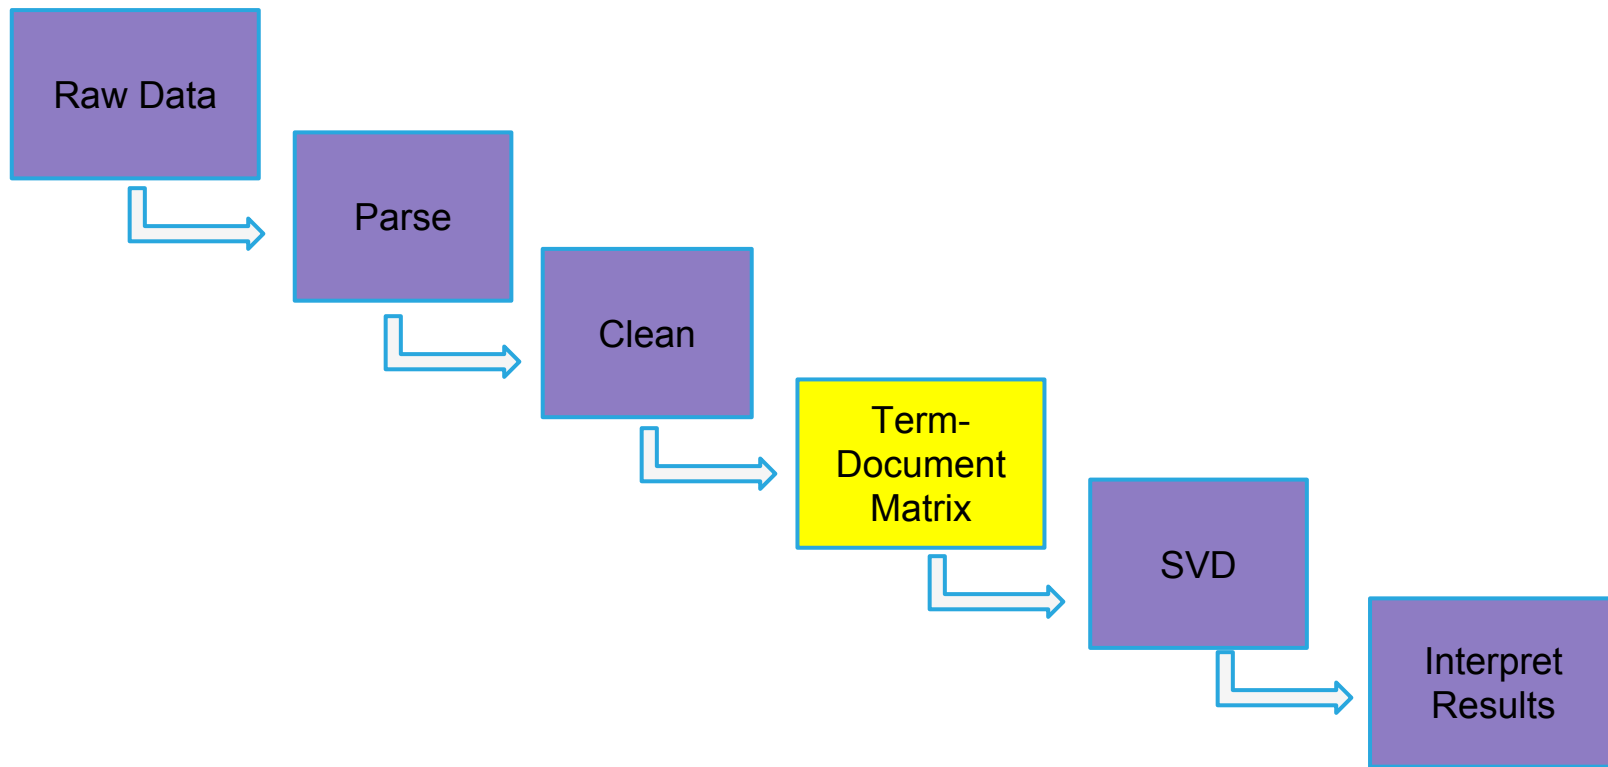 Raw Data
Parse
Clean
Term-
Document
Matrix
SVD
Interpret
Results